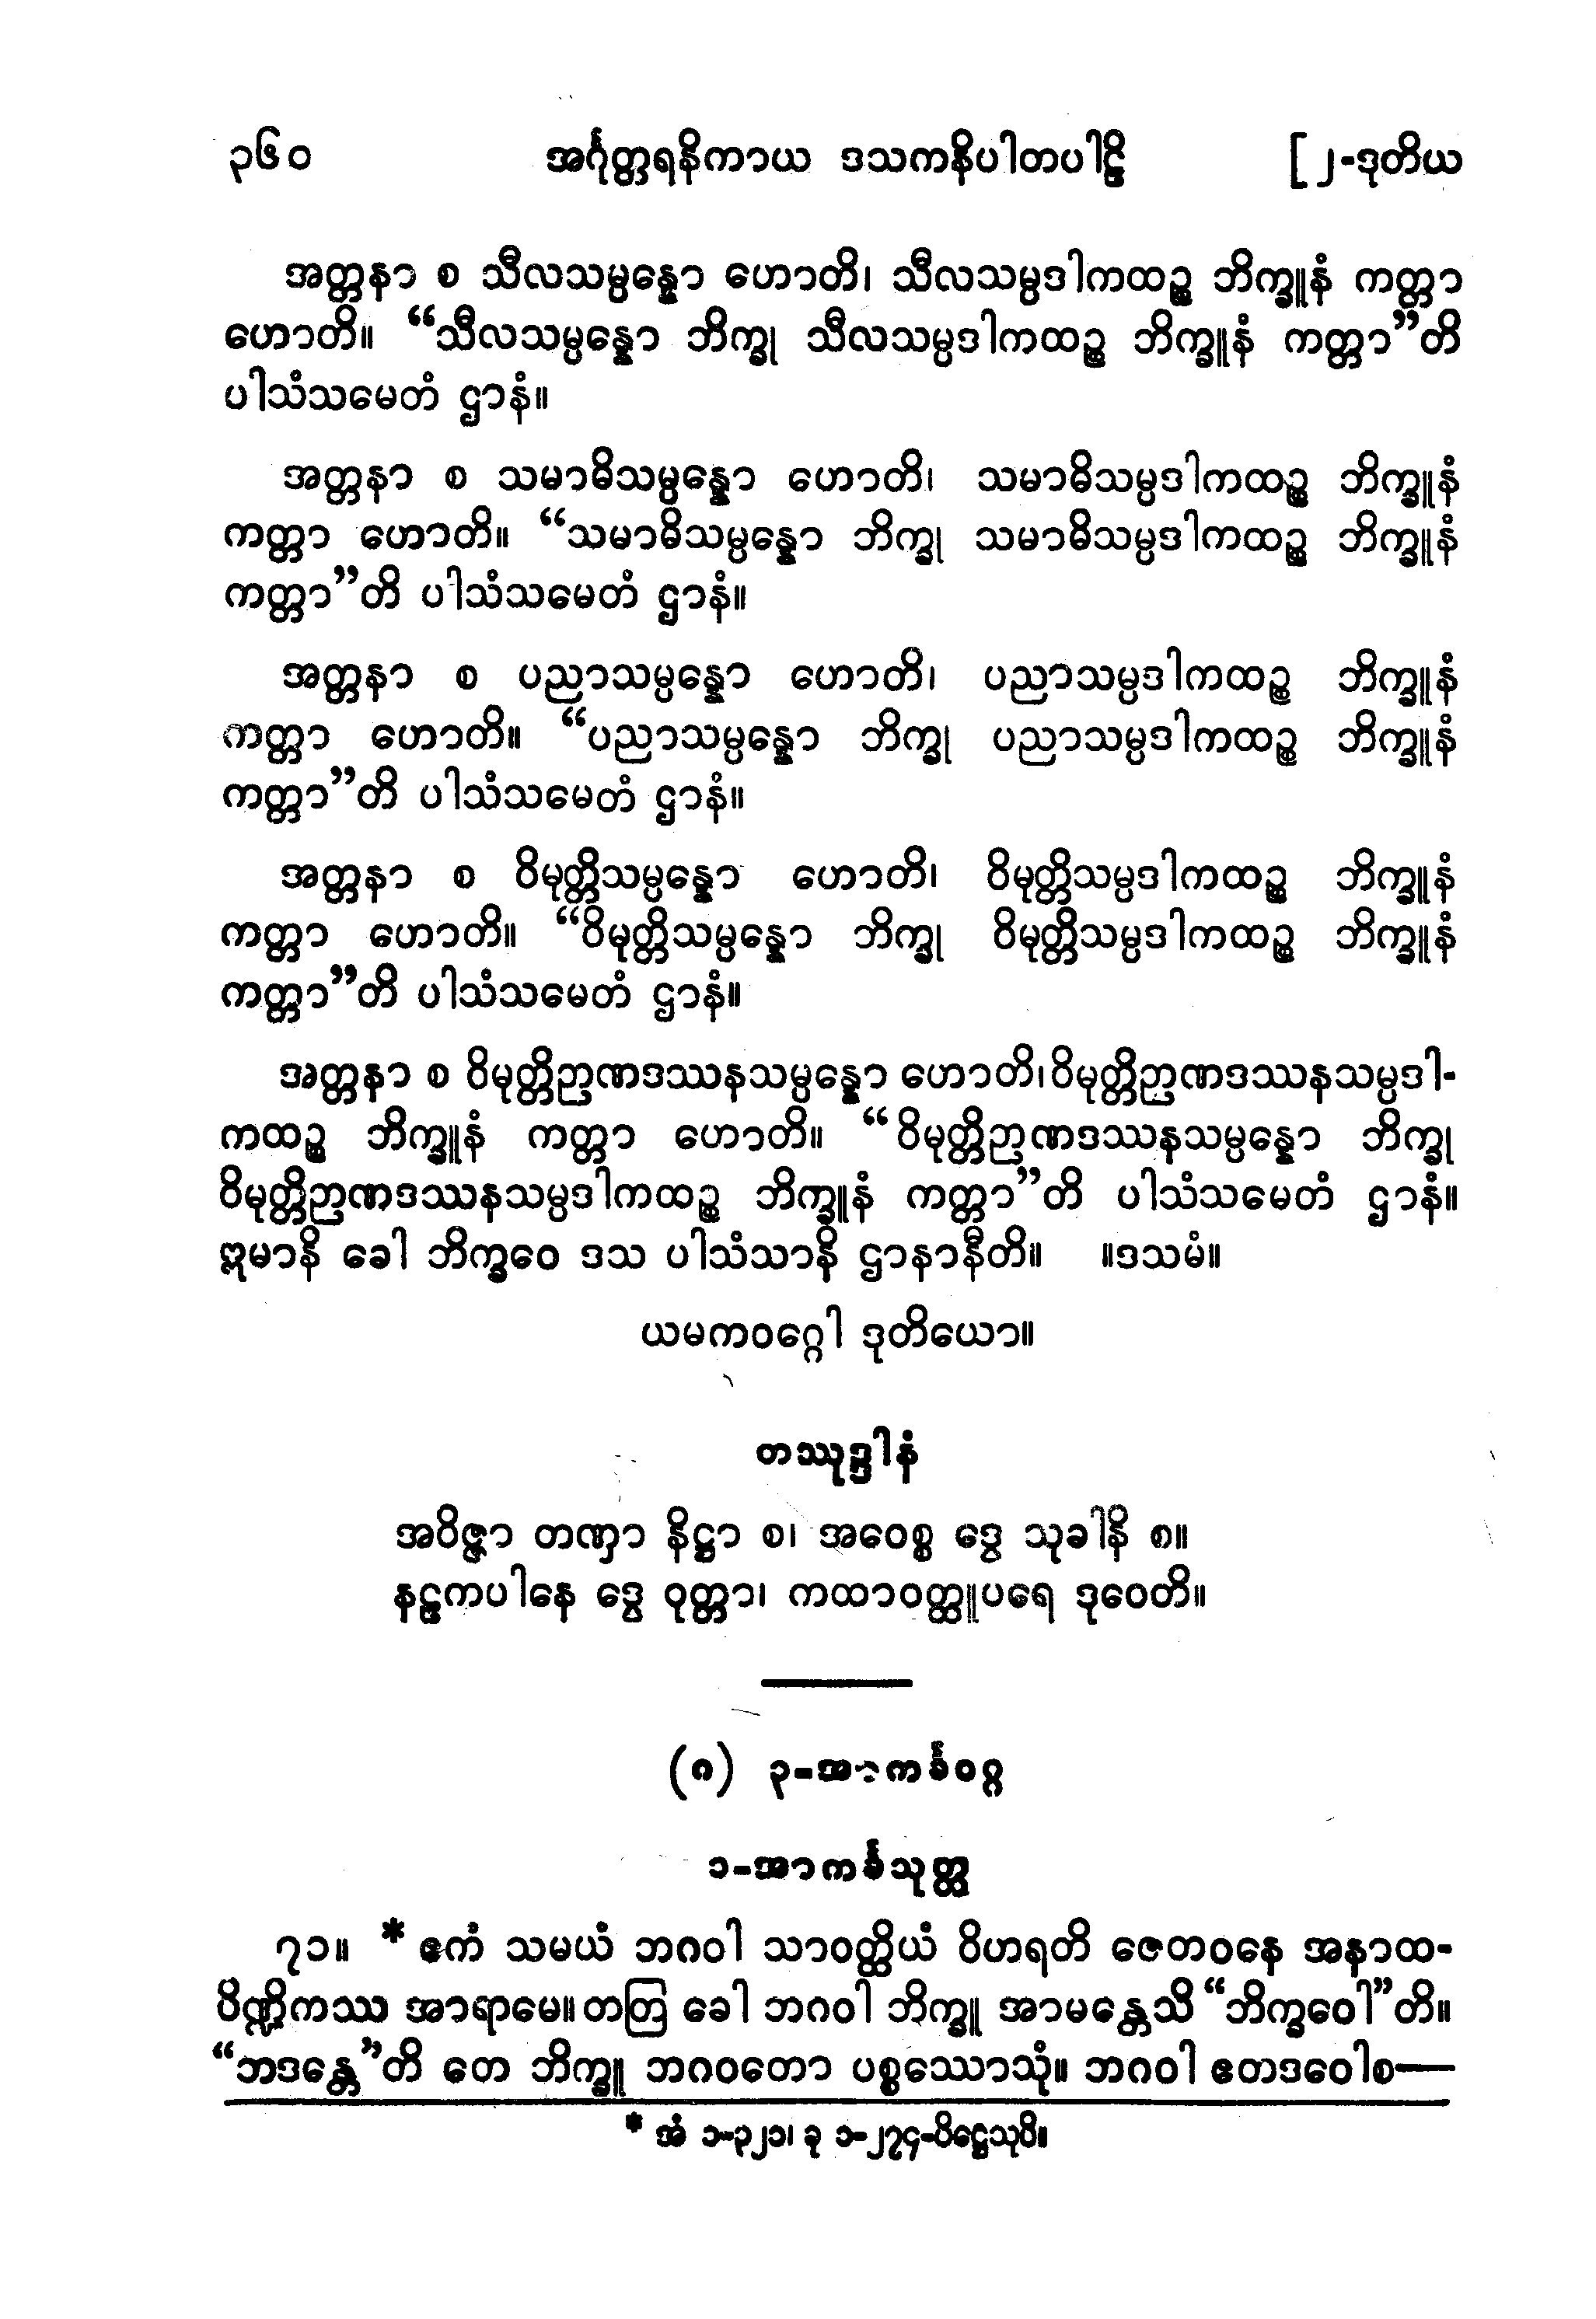 ၃၆၀ အင်္ဂုတ္တရနိကာယ ဒသကနိပါတပါဠိ [၂-ဒုတိယ
အတ္တနာ စ သီလသမ္ပန္နော ဟောတိ၊ သီလသမ္ပဒါကထဉ္စ ဘိက္ခူနံ ကတ္တာ
ဟောတိ။ “သီလသမ္ပန္နော ဘိက္ခု သီလသမ္ပဒါကထဉ္စ ဘိက္ခူနံ ကတ္တာ”တိ
ပါသံသမေတံ ဌာနံ။
အတ္တနာ စ သမာဓိသမ္ပန္နော ဟောတိ၊ သမာဓိသမ္ပဒါကထဉ္စ ဘိက္ခူနံ
ကတ္တာ ဟောတိ။ “သမာဓိသမ္ပန္နော ဘိက္ခု သမာဓိသမ္ပဒါကထဉ္စ ဘိက္ခူနံ
ကတ္တာ”တိ ပါသံသမေတံ ဌာနံ။
အတ္တနာ စ ပညာသမ္ပန္နော ဟောတိ၊ ပညာသမ္ပဒါကထဉ္စ ဘိက္ခူနံ
ကတ္တာ ဟောတိ။ “ပညာသမ္ပန္နော ဘိက္ခု ပညာသမ္ပဒါကထဉ္စ ဘိက္ခူနံ
ကတ္တာ”တိ ပါသံသမေတံ ဌာနံ။
အတ္တနာ စ ဝိမုတ္တိသမ္ပန္နော ဟောတိ၊ ဝိမုတ္တိသမ္ပဒါကထဉ္စ ဘိက္ခူနံ
ကတ္တာ ဟောတိ။ “ဝိမုတ္တိသမ္ပန္နော ဘိက္ခု ဝိမုတ္တိသမ္ပဒါကထဉ္စ ဘိက္ခူနံ
ကတ္တာ”တိ ပါသံသမေတံ ဌာနံ။
အတ္တနာ စ ဝိမုတ္တိဉာဏဒဿနသမ္ပန္နော ဟောတိ၊ဝိမုတ္တိဉာဏဒဿနသမ္ပဒါ-
ကထဉ္စ ဘိက္ခူနံ ကတ္တာ ဟောတိ။ “ဝိမုတ္တိဉာဏဒဿနသမ္ပန္နော ဘိက္ခု
ဝိမုတ္တိဉာဏဒဿနသမ္ပဒါကထဉ္စ ဘိက္ခူနံ ကတ္တာ”တိ ပါသံသမေတံ ဌာနံ။
ဣမာနိ ခေါ ဘိက္ခဝေ ဒသ ပါသံသာနိ ဌာနာနီတိ။ ။ဒသမံ။
ယမကဝဂ္ဂေါ ဒုတိယော။
တဿုဒ္ဒါနံ
အဝိဇ္ဇာ တဏှာ နိဋ္ဌာ စ၊ အဝေစ္စ ဒွေ သုခါနိ စ။
နဠကပါနေ ဒွေ ဝုတ္တာ၊ ကထာဝတ္ထူပရေ ဒုဝေတိ။
(၈) ၃-အာကင်္ခဝဂ္ဂ
၁-အာကင်္ခသုတ္တ
၇၁။ * ဧကံ သမယံ ဘဂဝါ သာဝတ္ထိယံ ဝိဟရတိ ဇေတဝနေ အနာထ-
ပိဏ္ဍိကဿ အာရာမေ။ တတြ ခေါ ဘဂဝါ ဘိက္ခူ အာမန္တေသိ “ဘိက္ခဝေါ”တိ။
“ဘဒန္တေ”တိ တေ ဘိက္ခူ ဘဂဝတော ပစ္စဿောသုံ။ ဘဂဝါ ဧတဒဝေါစ—
* အံ ၁-၃၂၁၊ ခု ၁-၂၇၄-ပိဋ္ဌေသုပိ။